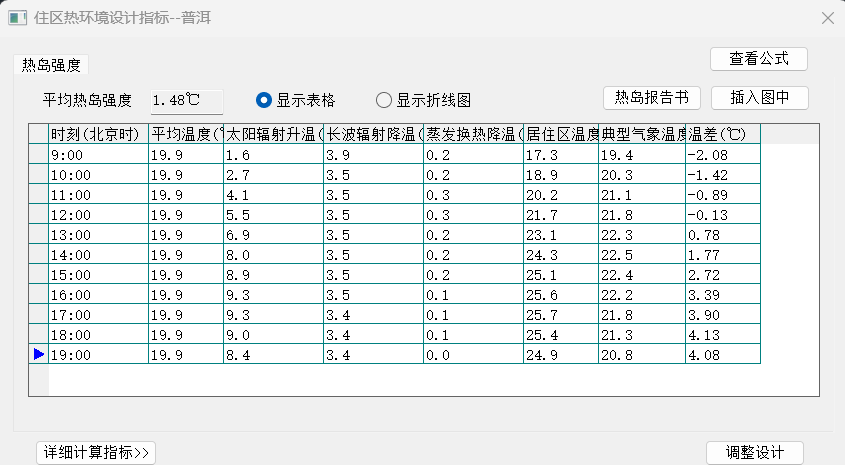 住区热环境设计指标--普洱
查看公式
热岛强度
平均热岛强度 1.48℃ 显示表格 显示折线图 热岛报告书 插入图中
时刻(北京时) 平均温度(℃ 太阳辐射升温( 长波辐射降温( 蒸发换热降温( 居住区温度 典型气象温度 温差(℃)
9:00 19.9 1.6 3.9 0.2 17.3 19.4 -2.08
10:00 19.9 2.7 3.5 0.2 18.9 20.3 -1.42
11:00 19.9 4.1 3.5 0.3 20.2 21.1 -0.89
12:00 19.9 5.5 3.5 0.3 21.7 21.8 -0.13
13:00 19.9 6.9 3.5 0.2 23.1 22.3 0.78
14:00 19.9 8.0 3.5 0.2 24.3 22.5 1.77
15:00 19.9 8.9 3.5 0.2 25.1 22.4 2.72
16:00 19.9 9.3 3.5 0.1 25.6 22.2 3.39
17:00 19.9 9.3 3.4 0.1 25.7 21.8 3.90
18:00 19.9 9.0 3.4 0.1 25.4 21.3 4.13
19:00 19.9 8.4 3.4 0.0 24.9 20.8 4.08
详细计算指标>> 调整设计